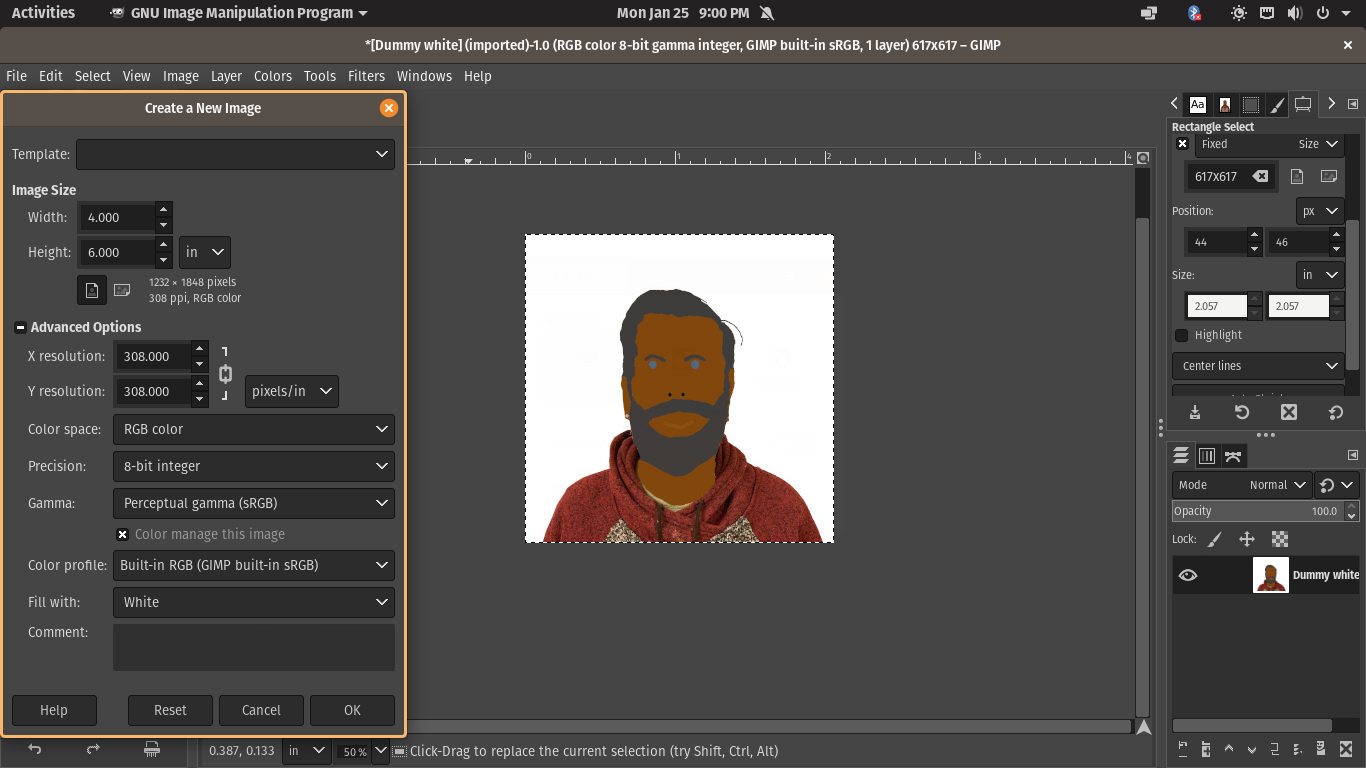 Activities GNU Image Manipulation Program Mon Jan 25 9:00 PM
*[Dummy white] (imported)-1.0 (RGB color 8-bit gamma integer, GIMP built-in sRGB, 1 layer) 617x617 – GIMP
File Edit Select View Image Layer Colors Tools Filters Windows Help
Create a New Image
Template:
Image Size
Width: 4.000
Height: 6.000 in
1232 × 1848 pixels
308 ppi, RGB color
Advanced Options
X resolution: 308.000
Y resolution: 308.000 pixels/in
Color space: RGB color
Precision: 8-bit integer
Gamma: Perceptual gamma (sRGB)
Color manage this image
Color profile: Built-in RGB (GIMP built-in sRGB)
Fill with: White
Comment:
Help Reset Cancel OK
0 1 2 3 4
0.387, 0.133 in 50 % Click-Drag to replace the current selection (try Shift, Ctrl, Alt)
Aa
Rectangle Select
Fixed Size
617x617
Position: px
44 46
Size: in
2.057 2.057
Highlight
Center lines
Mode Normal
Opacity 100.0
Lock:
Dummy white